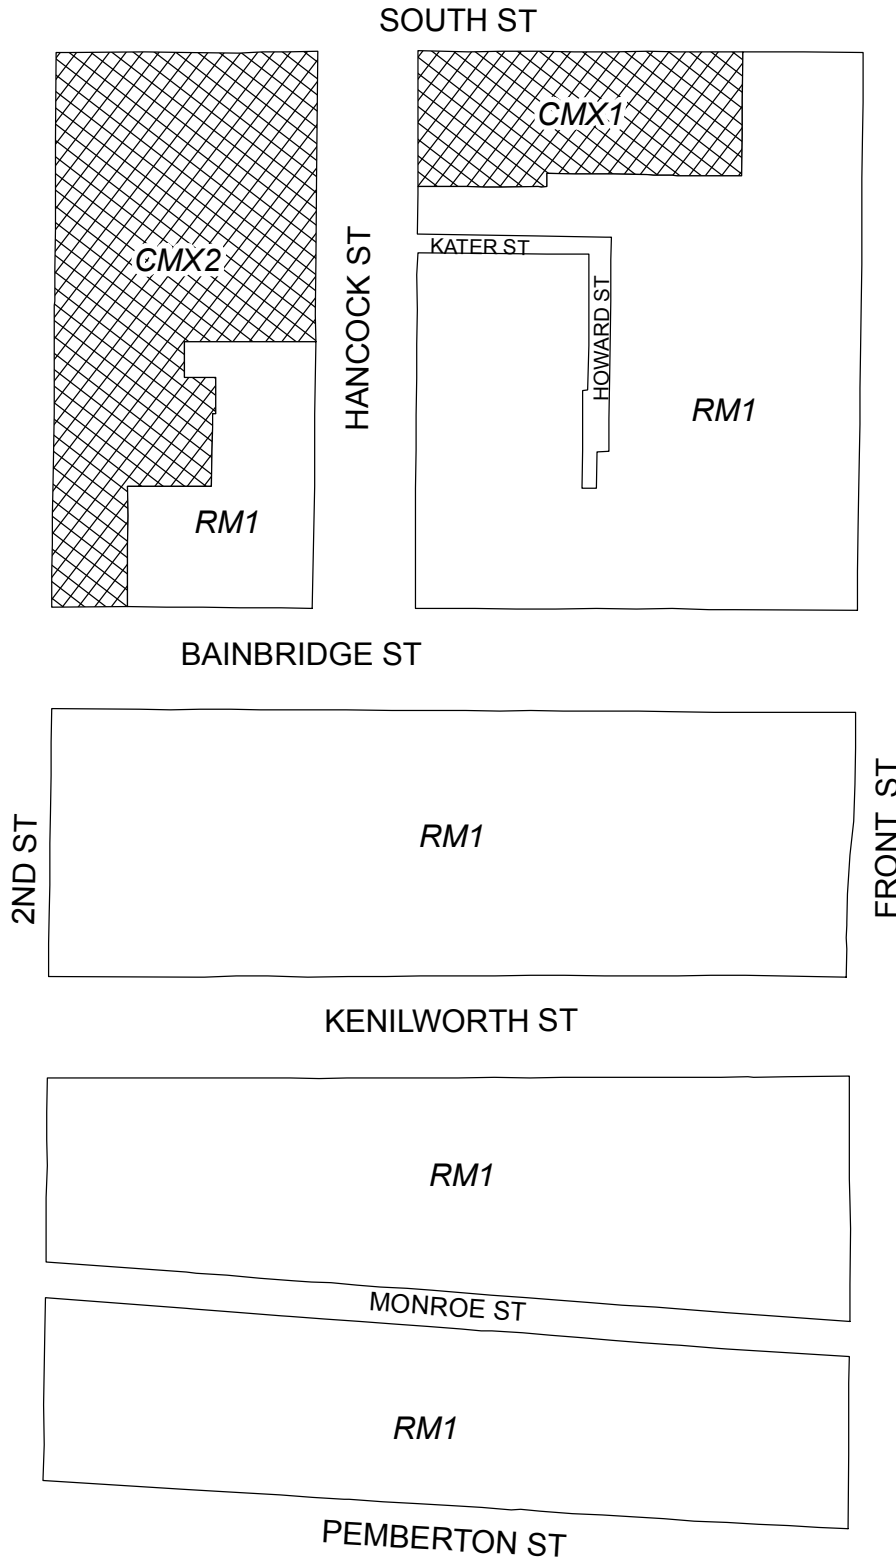 SOUTH ST
CMX1
CMX2
KATER ST
HANCOCK ST
HOWARD ST
RM1
RM1
BAINBRIDGE ST
2ND ST
RM1
FRONT ST
KENILWORTH ST
RM1
MONROE ST
RM1
PEMBERTON ST